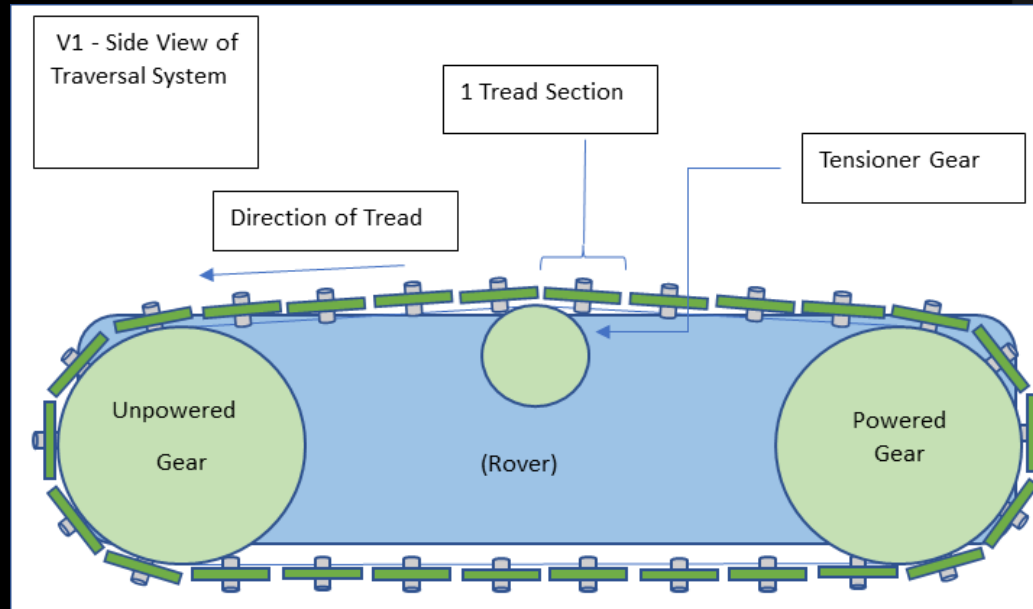 V1 - Side View of
Traversal System
1 Tread Section
Tensioner Gear
Direction of Tread
Unpowered
Gear
(Rover)
Powered
Gear